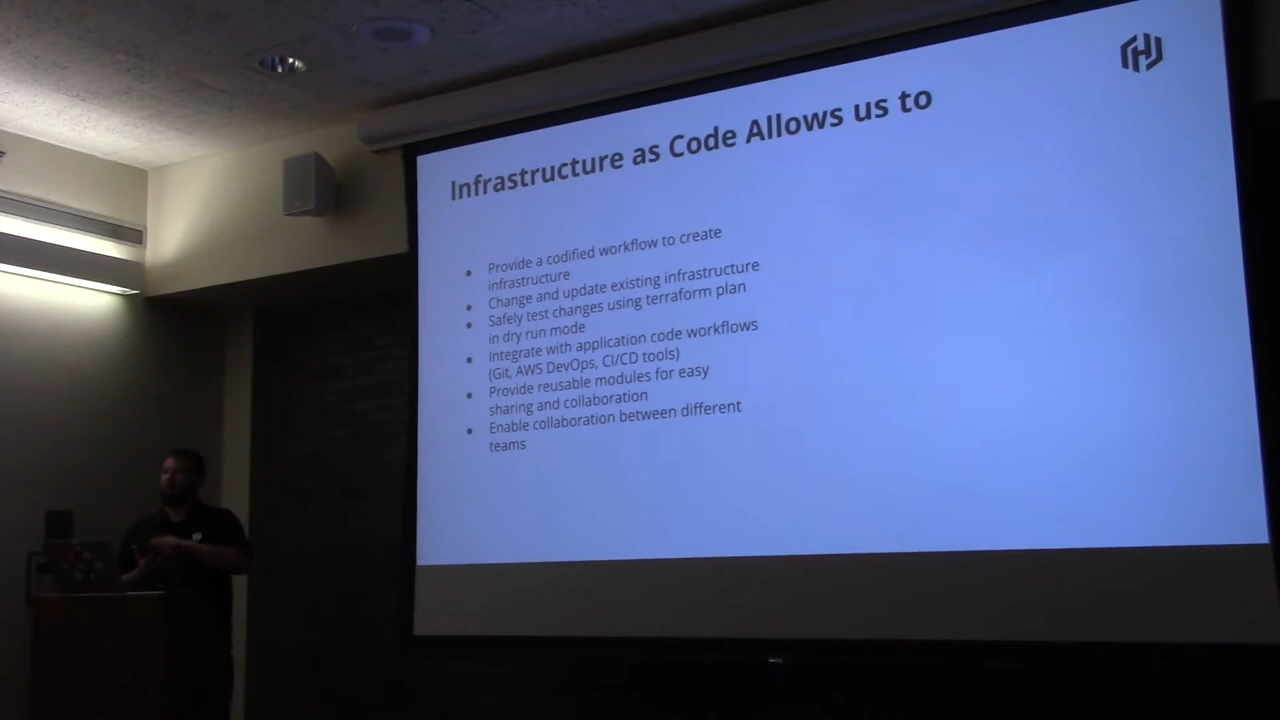 Infrastructure as Code Allows us to
• Provide a codified workflow to create
infrastructure
• Change and update existing infrastructure
• Safely test changes using terraform plan
in dry run mode
• Integrate with application code workflows
(Git, AWS DevOps, CI/CD tools)
• Provide reusable modules for easy
sharing and collaboration
• Enable collaboration between different
teams